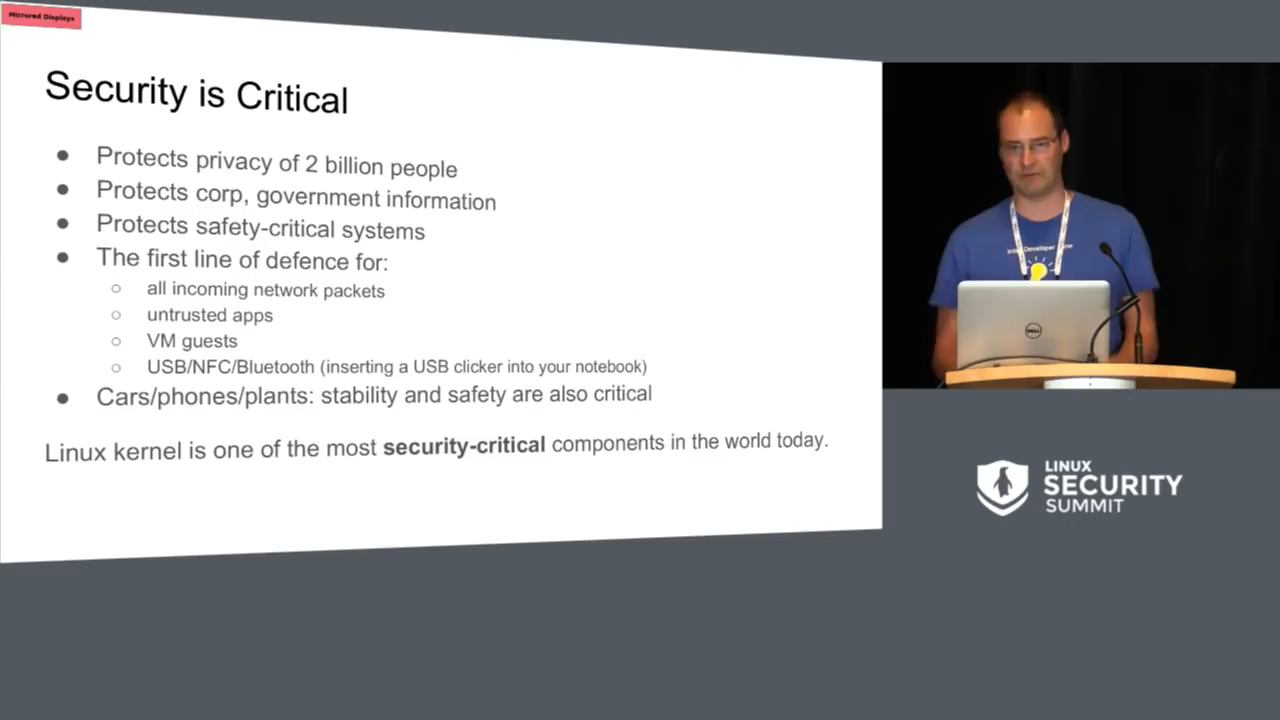 Mirrored Displays
Security is Critical
● Protects privacy of 2 billion people
● Protects corp, government information
● Protects safety-critical systems
● The first line of defence for:
○ all incoming network packets
○ untrusted apps
○ VM guests
○ USB/NFC/Bluetooth (inserting a USB clicker into your notebook)
● Cars/phones/plants: stability and safety are also critical
Linux kernel is one of the most security-critical components in the world today.
Developer
DELL
LINUX
SECURITY
SUMMIT